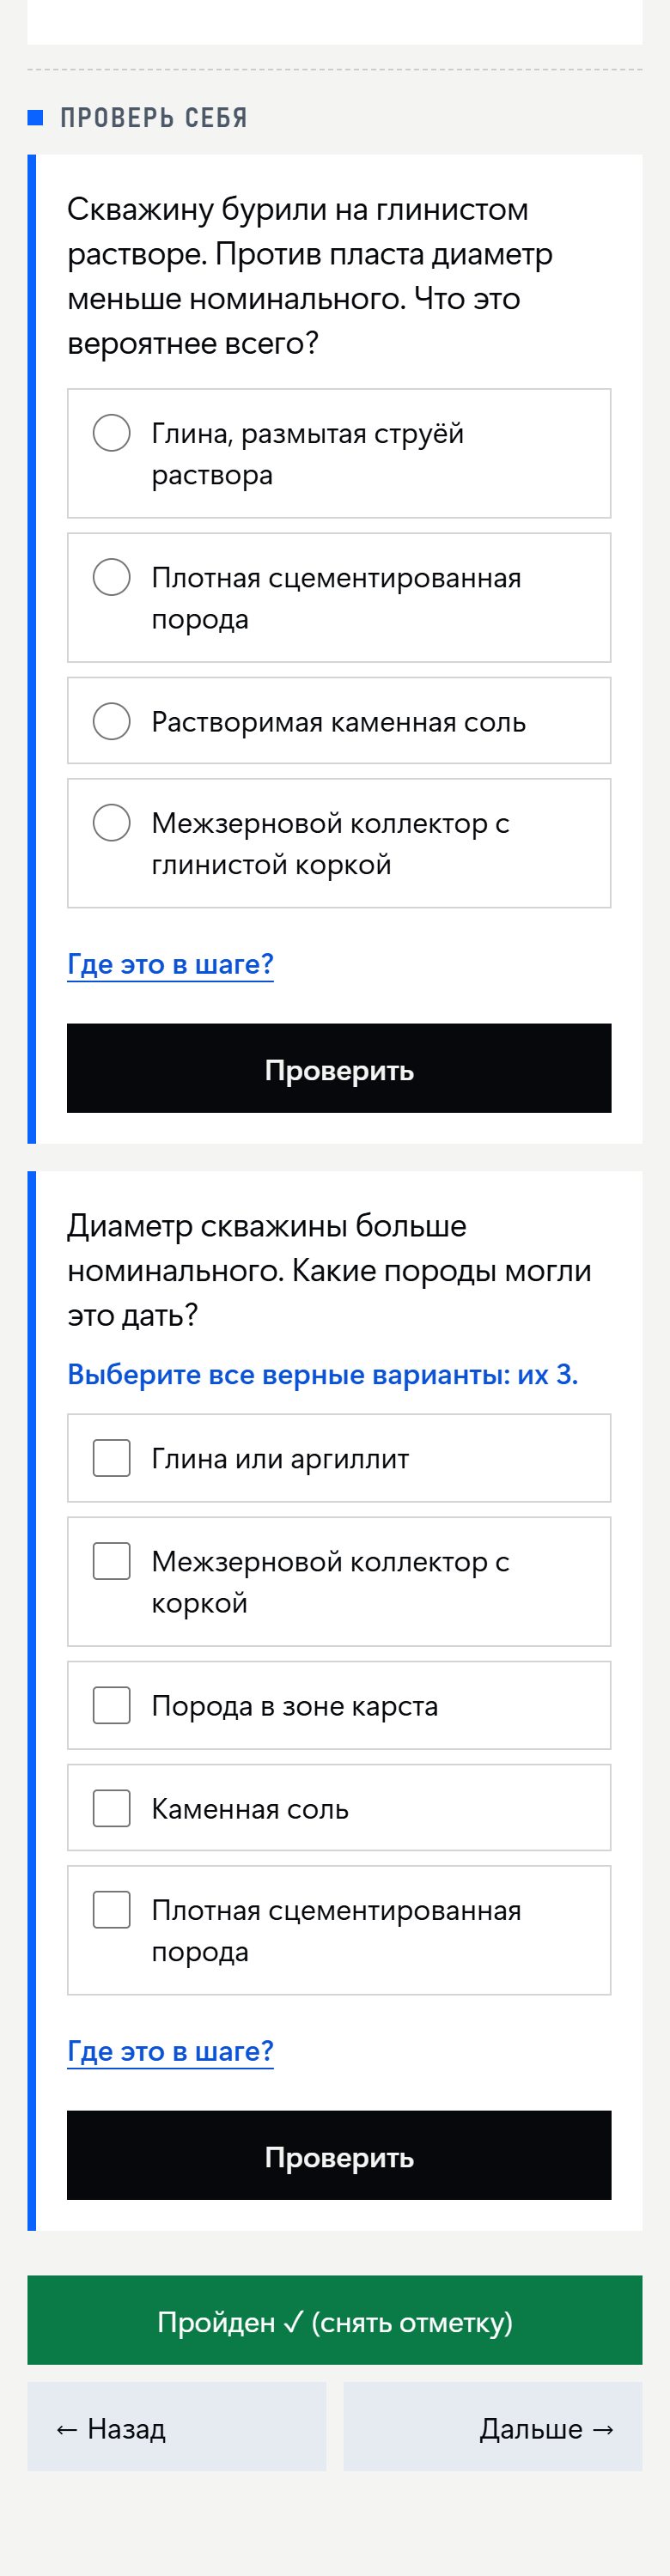 ПРОВЕРЬ СЕБЯ
Скважину бурили на глинистом
растворе. Против пласта диаметр
меньше номинального. Что это
вероятнее всего?
Глина, размытая струёй
раствора
Плотная сцементированная
порода
Растворимая каменная соль
Межзерновой коллектор с
глинистой коркой
Где это в шаге?
Проверить
Диаметр скважины больше
номинального. Какие породы могли
это дать?
Выберите все верные варианты: их 3.
Глина или аргиллит
Межзерновой коллектор с
коркой
Порода в зоне карста
Каменная соль
Плотная сцементированная
порода
Где это в шаге?
Проверить
Пройден ✓ (снять отметку)
← Назад
Дальше →